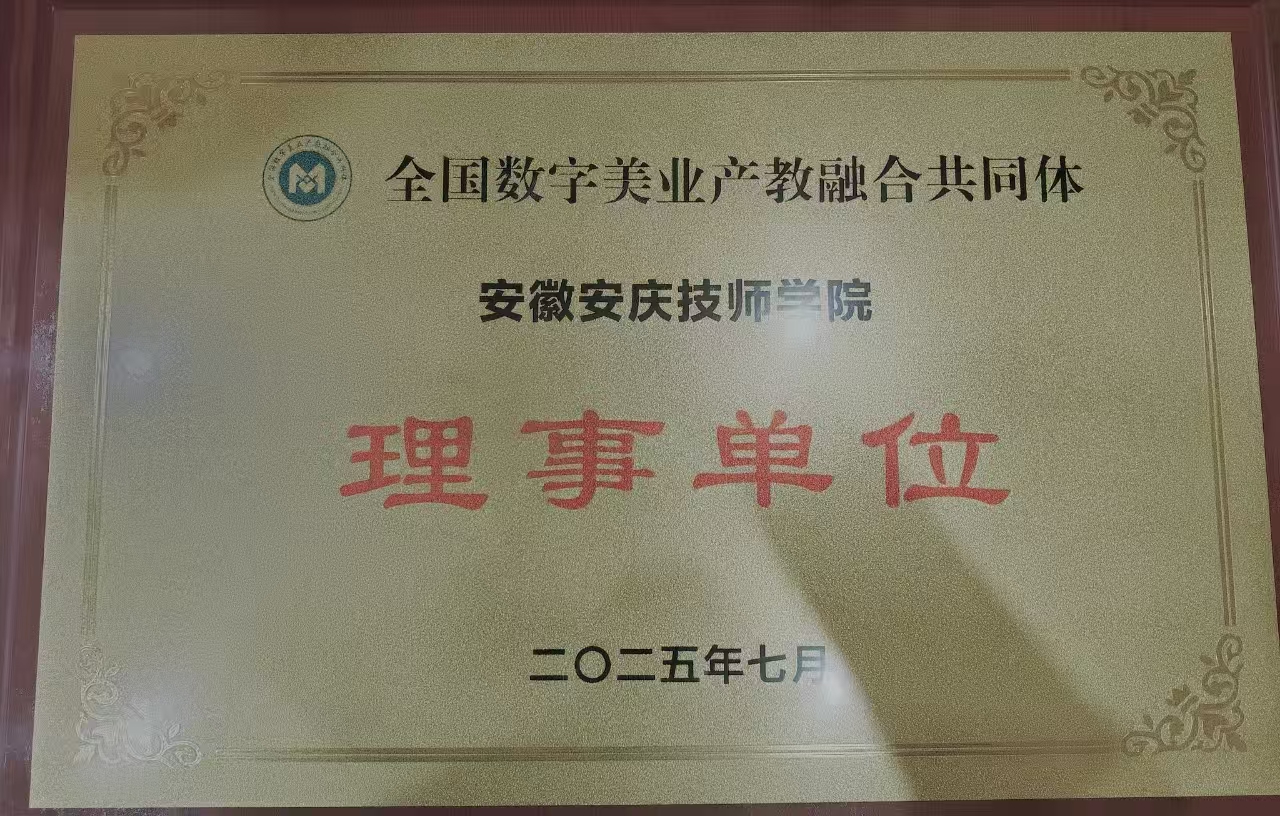 全国数字美业产教融合共同体
安徽安庆技师学院
理事单位
二〇二五年七月